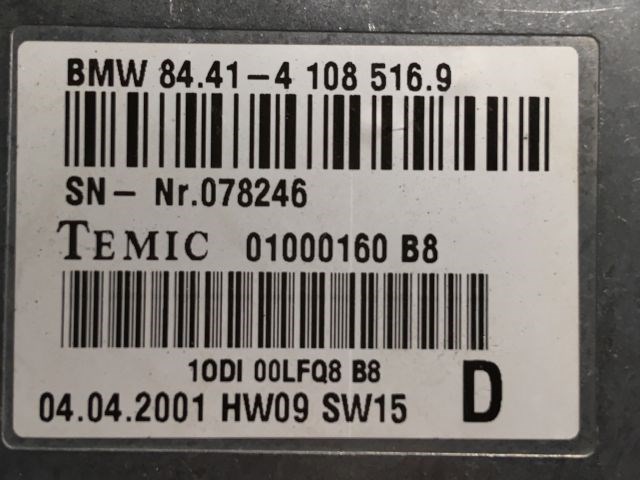 BMW 84.41-4 108 516.9
SN- Nr.078246
TEMIC 01000160 B8
10DI 00LFQ8 B8
04.04.2001 HW09 SW15 D